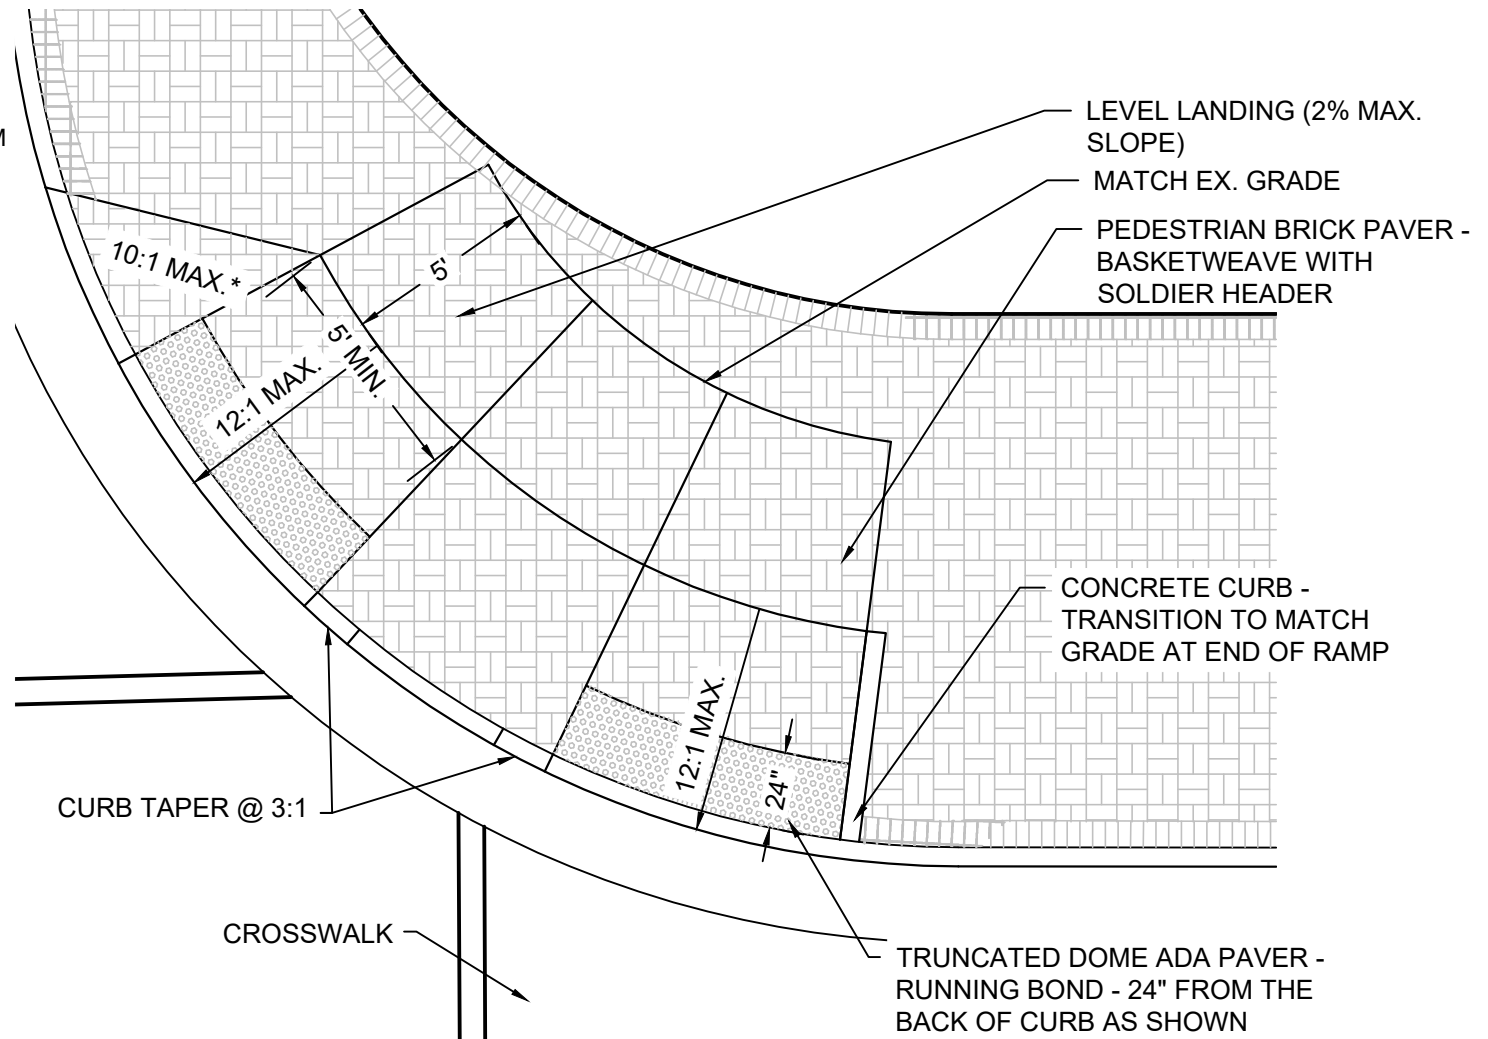 M
LEVEL LANDING (2% MAX.
SLOPE)
MATCH EX. GRADE
PEDESTRIAN BRICK PAVER -
BASKETWEAVE WITH
SOLDIER HEADER
10:1 MAX. *
5'
5' MIN.
12:1 MAX.
CONCRETE CURB -
TRANSITION TO MATCH
GRADE AT END OF RAMP
12:1 MAX.
24"
CURB TAPER @ 3:1
CROSSWALK
TRUNCATED DOME ADA PAVER -
RUNNING BOND - 24" FROM THE
BACK OF CURB AS SHOWN